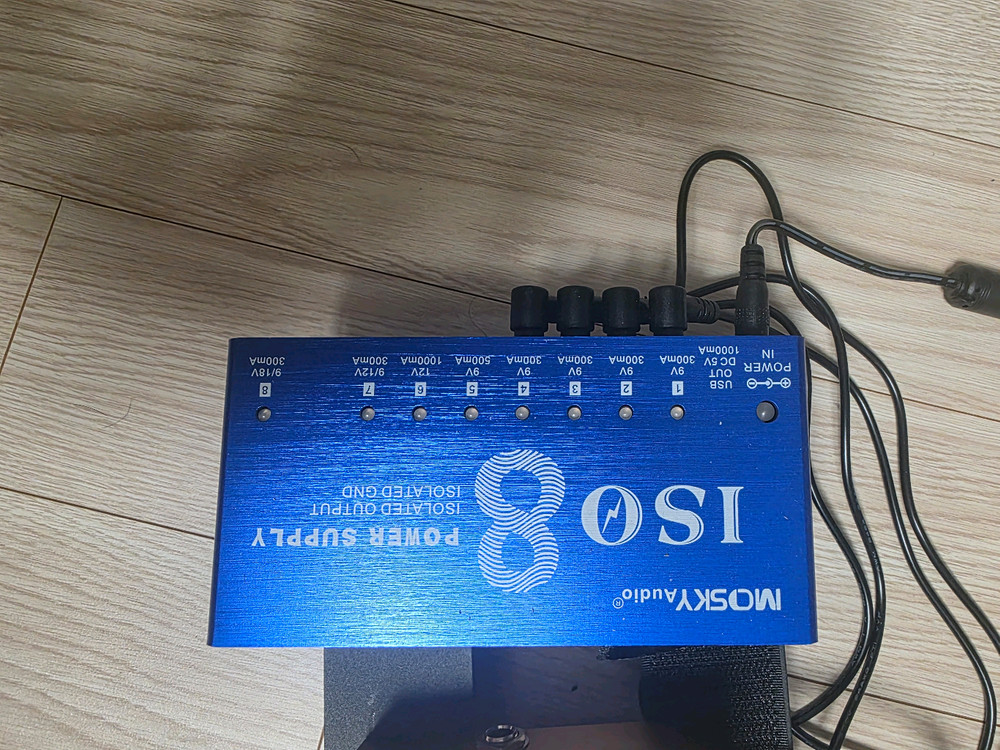 MOSKYAudio®
ISO 8
POWER SUPPLY
ISOLATED OUTPUT
ISOLATED GND
POWER IN
USB OUT DC 5V 1000mA
1 9V 300mA
2 9V 300mA
3 9V 300mA
4 9V 300mA
5 9V 500mA
6 12V 1000mA
7 9/12V 300mA
8 9/18V 300mA